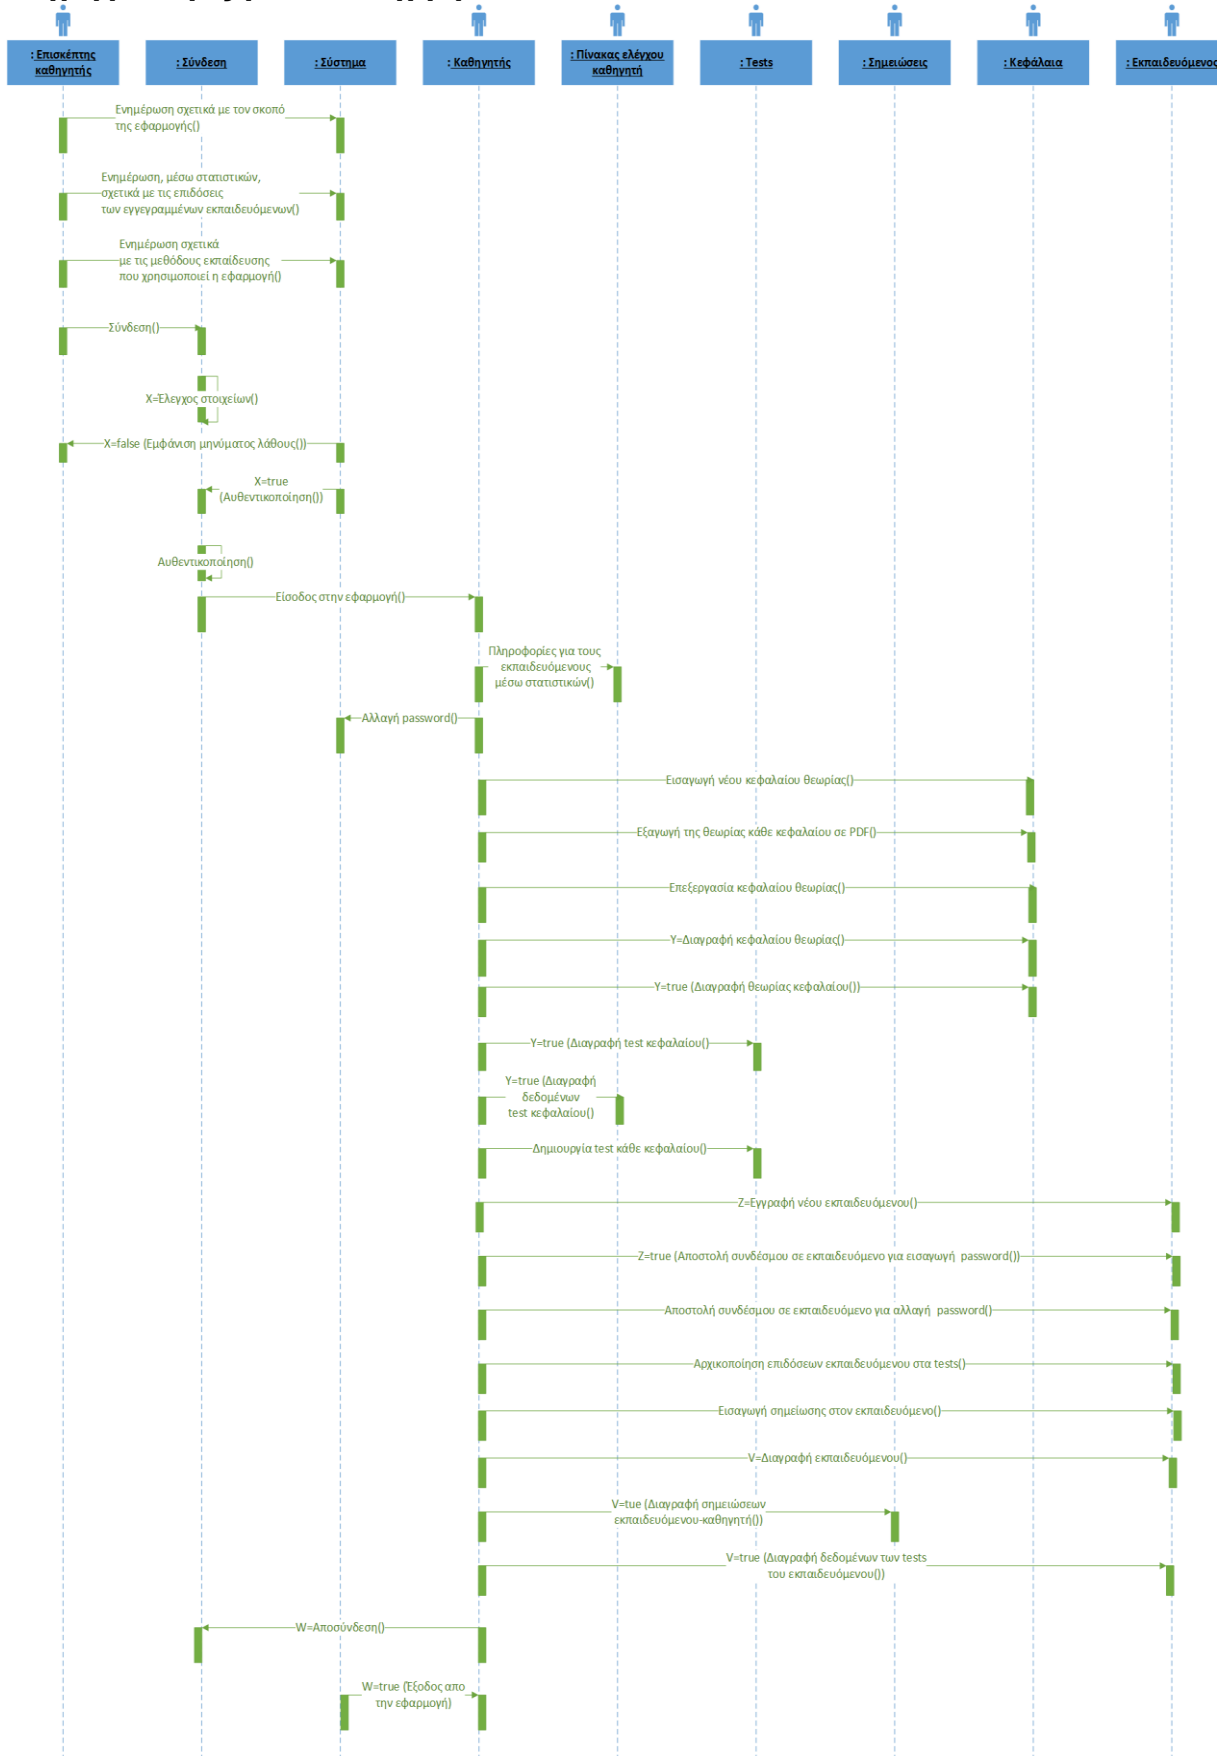 : Επισκέπτης
καθηγητής
: Σύνδεση
: Σύστημα
: Καθηγητής
: Πίνακας ελέγχου
καθηγητή
: Tests
: Σημειώσεις
: Κεφάλαια
: Εκπαιδευόμενος
Ενημέρωση σχετικά με τον σκοπό
της εφαρμογής()
Ενημέρωση, μέσω στατιστικών,
σχετικά με τις επιδόσεις
των εγγεγραμμένων εκπαιδευόμενων()
Ενημέρωση σχετικά
με τις μεθόδους εκπαίδευσης
που χρησιμοποιεί η εφαρμογή()
Σύνδεση()
X=Έλεγχος στοιχείων()
X=false (Εμφάνιση μηνύματος λάθους())
X=true
(Αυθεντικοποίηση())
Αυθεντικοποίηση()
Είσοδος στην εφαρμογή()
Πληροφορίες για τους
εκπαιδευόμενους
μέσω στατιστικών()
Αλλαγή password()
Εισαγωγή νέου κεφαλαίου θεωρίας()
Εξαγωγή της θεωρίας κάθε κεφαλαίου σε PDF()
Επεξεργασία κεφαλαίου θεωρίας()
Y=Διαγραφή κεφαλαίου θεωρίας()
Y=true (Διαγραφή θεωρίας κεφαλαίου())
Y=true (Διαγραφή test κεφαλαίου()
Y=true (Διαγραφή
δεδομένων
test κεφαλαίου()
Δημιουργία test κάθε κεφαλαίου()
Z=Εγγραφή νέου εκπαιδευόμενου()
Z=true (Αποστολή συνδέσμου σε εκπαιδευόμενο για εισαγωγή password())
Αποστολή συνδέσμου σε εκπαιδευόμενο για αλλαγή password()
Αρχικοποίηση επιδόσεων εκπαιδευόμενου στα tests()
Εισαγωγή σημείωσης στον εκπαιδευόμενο()
V=Διαγραφή εκπαιδευόμενου()
V=tue (Διαγραφή σημειώσεων
εκπαιδευόμενου-καθηγητή())
V=true (Διαγραφή δεδομένων των tests
του εκπαιδευόμενου())
W=Αποσύνδεση()
W=true (Έξοδος απο
την εφαρμογή)